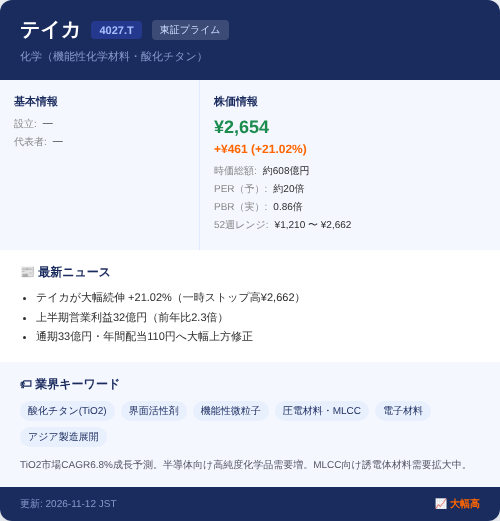 テイカ 4027.T 東証プライム
化学（機能性化学材料・酸化チタン）
基本情報
設立: —
代表者: —
株価情報
¥2,654
+¥461 (+21.02%)
時価総額: 約608億円
PER（予）: 約20倍
PBR（実）: 0.86倍
52週レンジ: ¥1,210 〜 ¥2,662
📰 最新ニュース
• テイカが大幅続伸 +21.02%（一時ストップ高¥2,662）
• 上半期営業利益32億円（前年比2.3倍）
• 通期33億円・年間配当110円へ大幅上方修正
🏷 業界キーワード
酸化チタン(TiO2) 界面活性剤 機能性微粒子 圧電材料・MLCC 電子材料
アジア製造展開
TiO2市場CAGR6.8%成長予測。半導体向け高純度化学品需要増。MLCC向け誘電体材料需要拡大中。
更新: 2026-11-12 JST
📈 大幅高